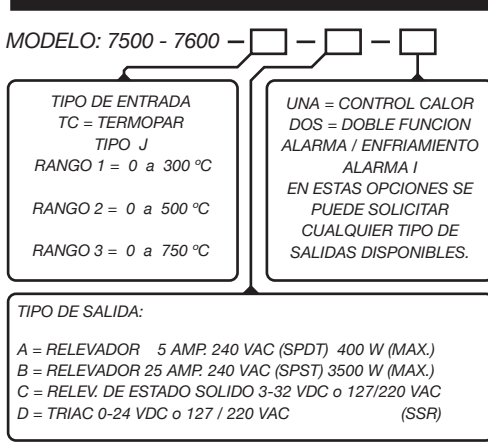 MODELO: 7500 - 7600 – – –
TIPO DE ENTRADA
TC = TERMOPAR
TIPO J
RANGO 1 = 0 a 300 ºC
RANGO 2 = 0 a 500 ºC
RANGO 3 = 0 a 750 ºC
UNA = CONTROL CALOR
DOS = DOBLE FUNCION
ALARMA / ENFRIAMIENTO
ALARMA I
EN ESTAS OPCIONES SE
PUEDE SOLICITAR
CUALQUIER TIPO DE
SALIDAS DISPONIBLES.
TIPO DE SALIDA:
A = RELEVADOR 5 AMP. 240 VAC (SPDT) 400 W (MAX.)
B = RELEVADOR 25 AMP. 240 VAC (SPST) 3500 W (MAX.)
C = RELEV. DE ESTADO SOLIDO 3-32 VDC o 127/220 VAC
D = TRIAC 0-24 VDC o 127 / 220 VAC (SSR)